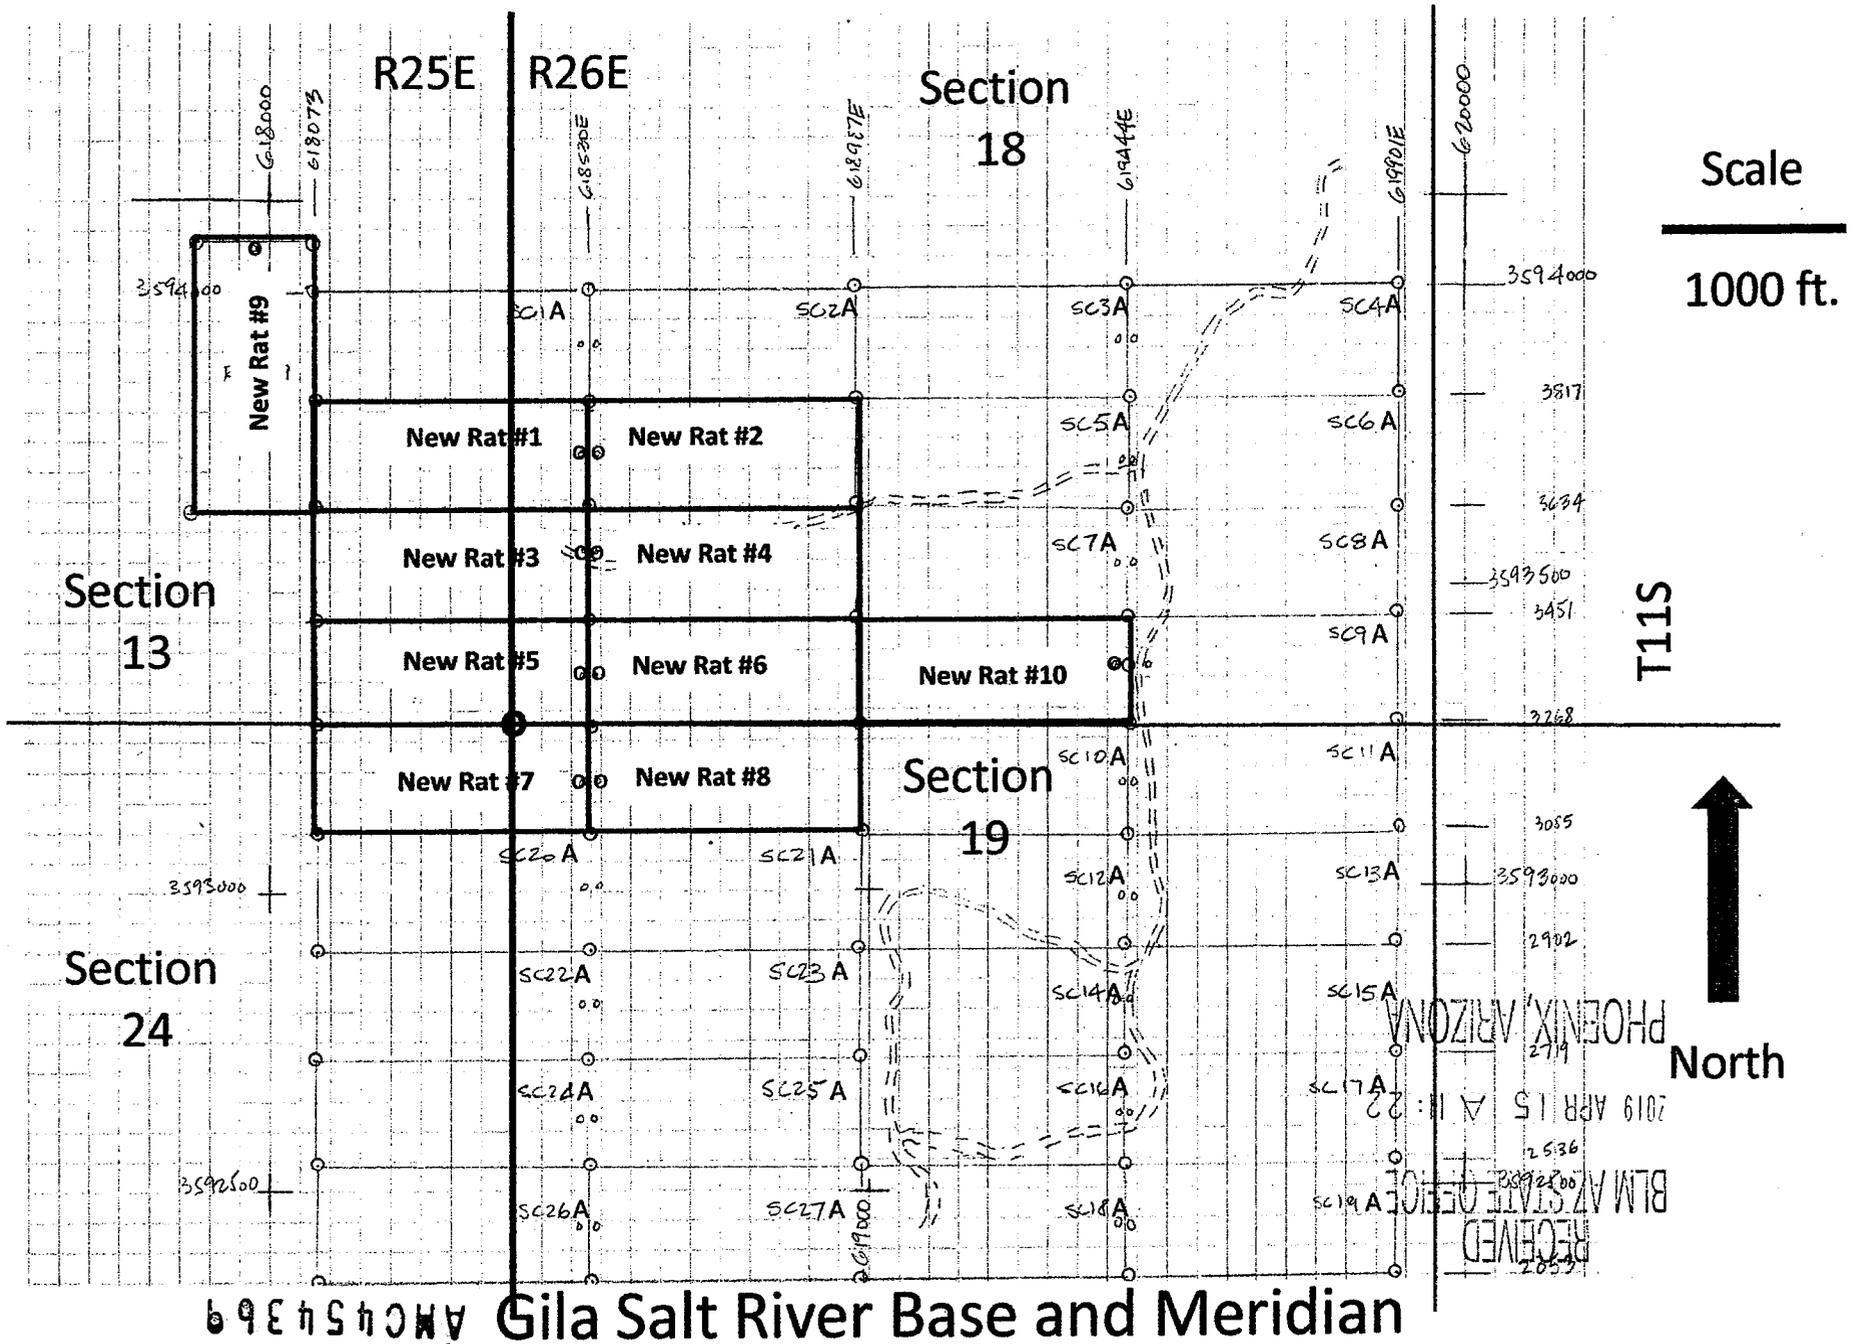 R25E R26E
Section
18
Scale
1000 ft.
618000
618073
618530E
618987E
619444E
619901E
620000
3594000
3594000
SC1A
SC2A
SC3A
SC4A
New Rat #9
3817
New Rat #1
New Rat #2
SC5A
SC6A
3634
New Rat #3
New Rat #4
SC7A
SC8A
3593500
Section
13
3451
T11S
SC9A
New Rat #5
New Rat #6
New Rat #10
3268
New Rat #7
New Rat #8
Section
19
SC10A
SC11A
3085
SC20A
SC21A
SC12A
SC13A
3593000
3593000
2902
Section
24
SC22A
SC23A
SC14A
SC15A
PHOENIX, ARIZONA
2719
North
SC24A
SC25A
SC16A
SC17A
2019 APR 15 A 11:22
2536
3592500
3592500
BLM AZ STATE OFFICE
SC26A
SC27A
SC18A
SC19A
RECEIVED
619000
AMC454369
Gila Salt River Base and Meridian